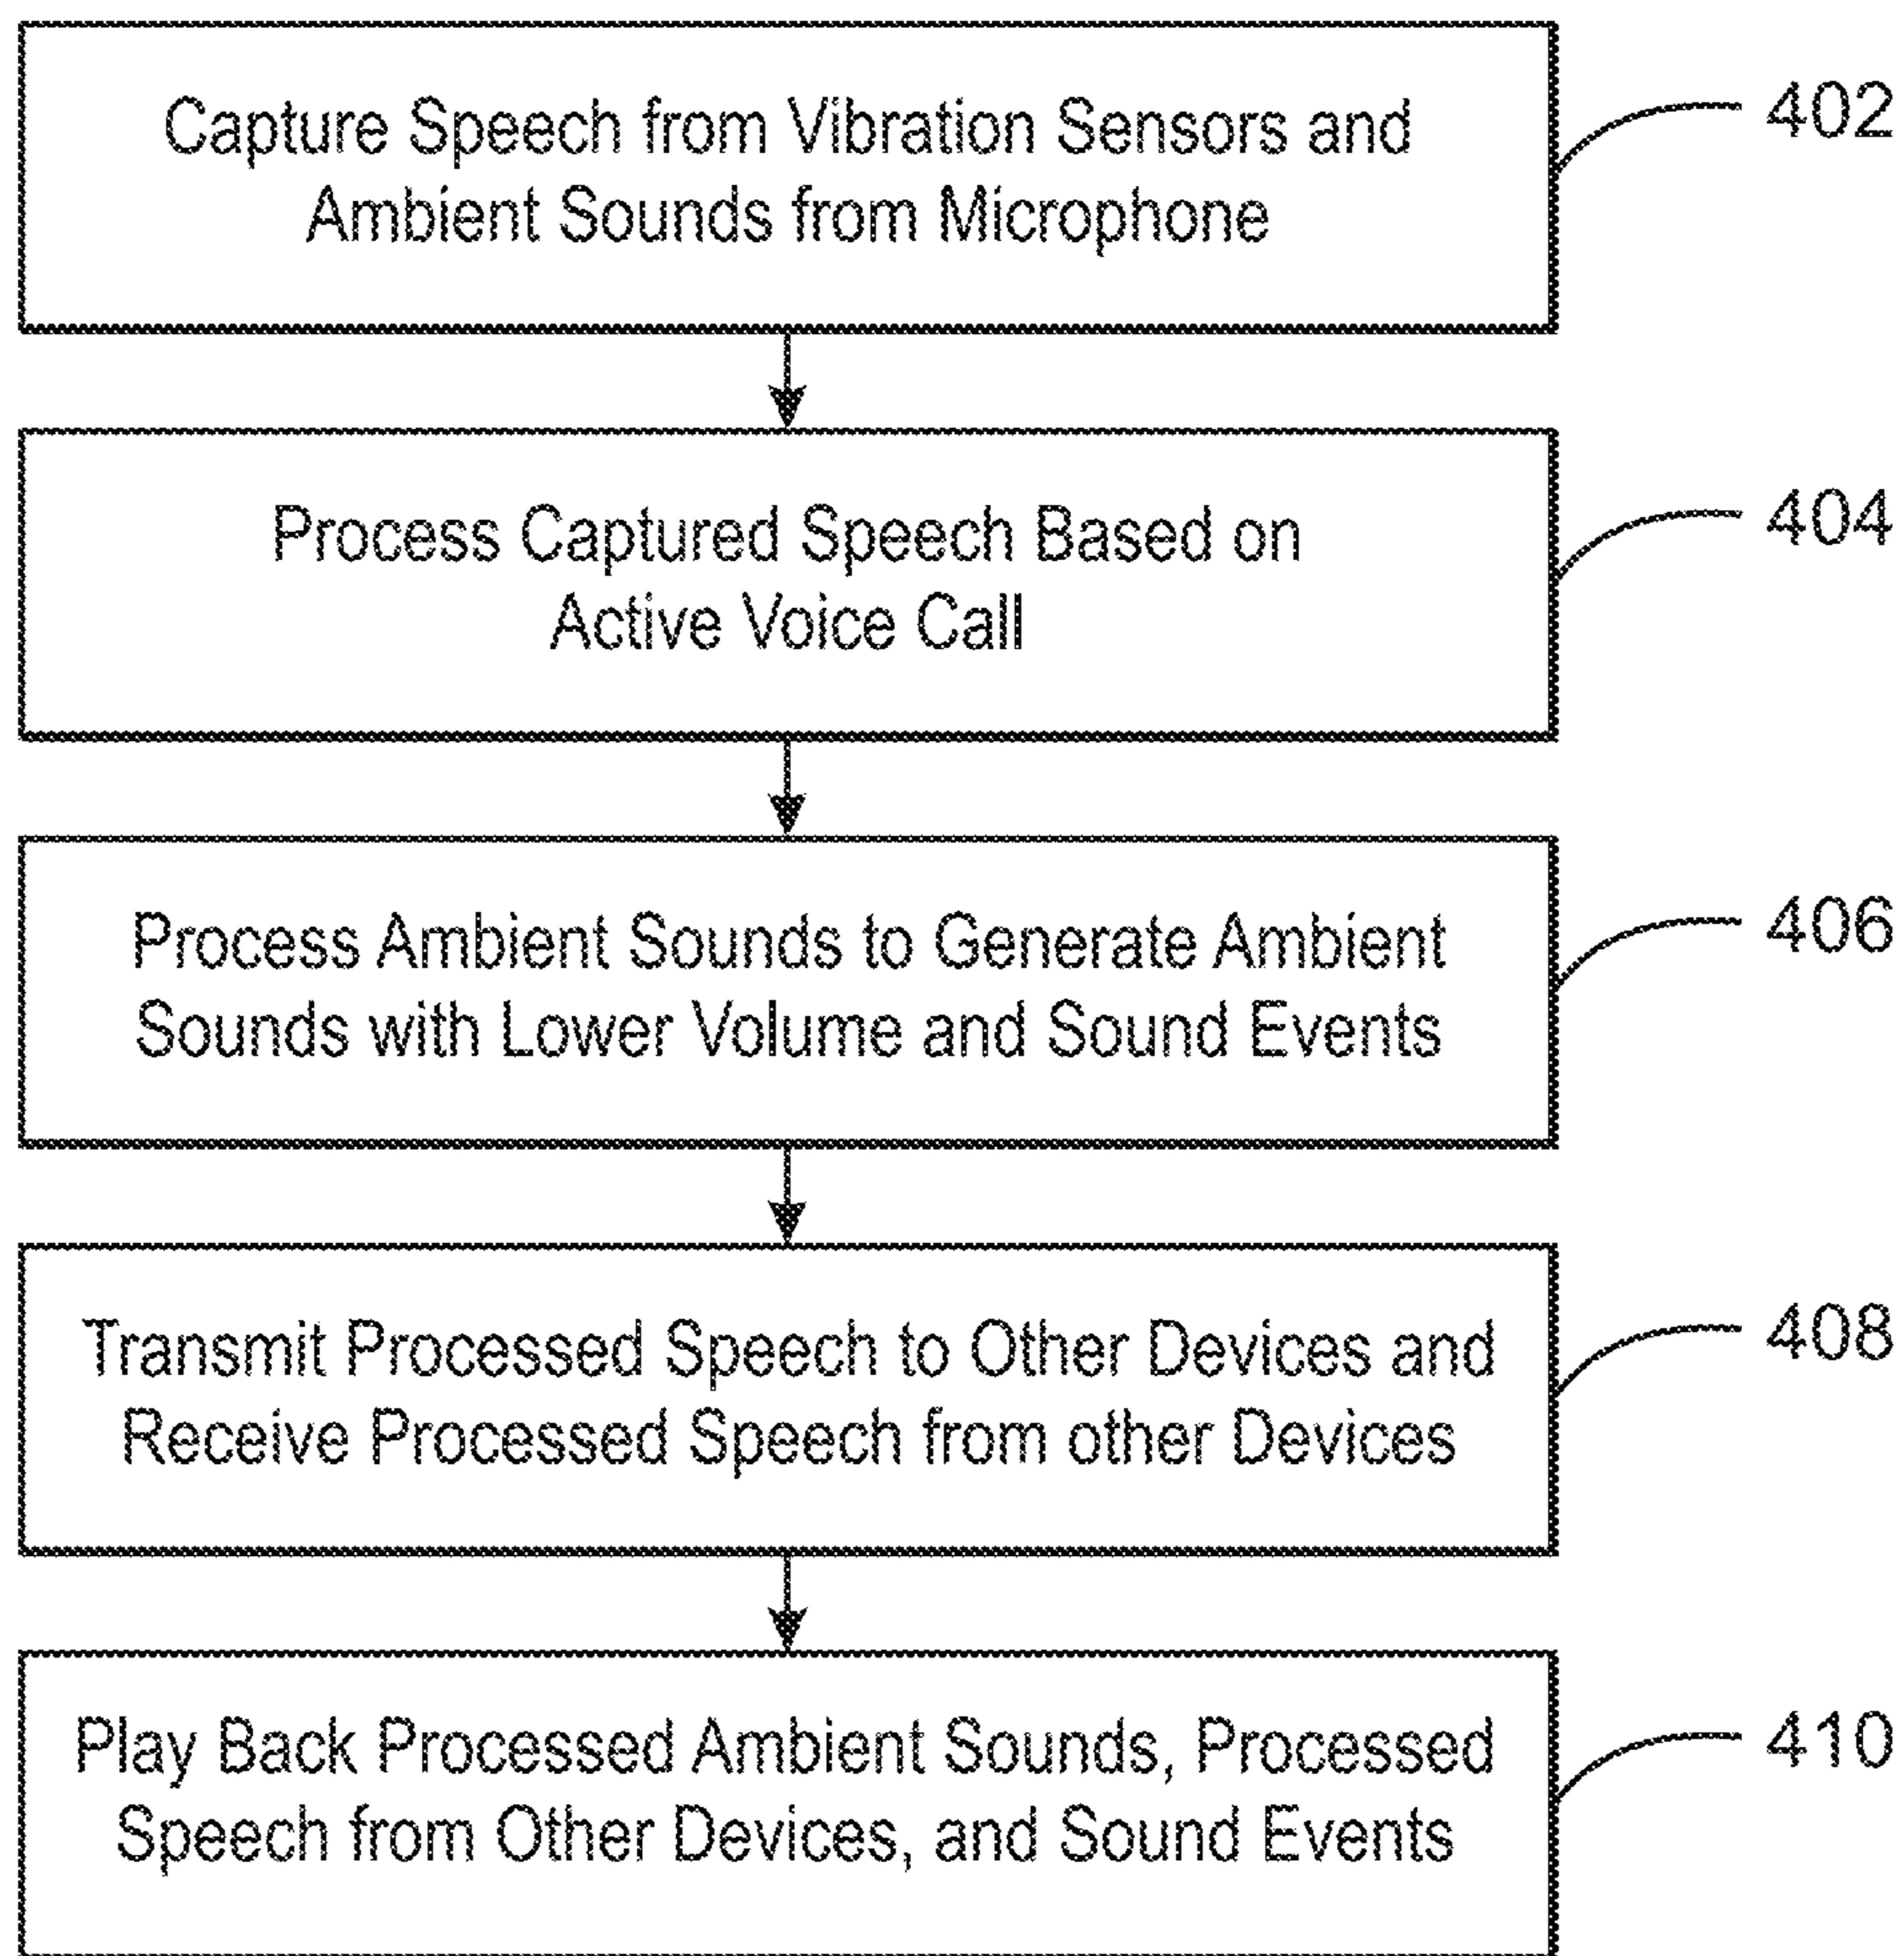 Capture Speech from Vibration Sensors and
Ambient Sounds from Microphone
402
Process Captured Speech Based on
Active Voice Call
404
Process Ambient Sounds to Generate Ambient
Sounds with Lower Volume and Sound Events
406
Transmit Processed Speech to Other Devices and
Receive Processed Speech from other Devices
408
Play Back Processed Ambient Sounds, Processed
Speech from Other Devices, and Sound Events
410